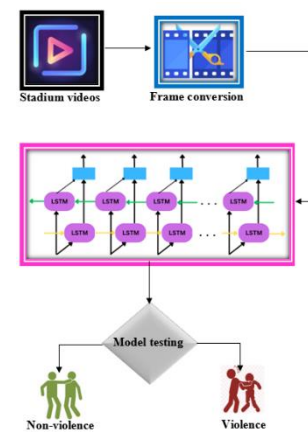 Stadium videos
Frame conversion
LSTM LSTM LSTM ... LSTM
LSTM LSTM LSTM ... LSTM
Model testing
Non-violence
Violence